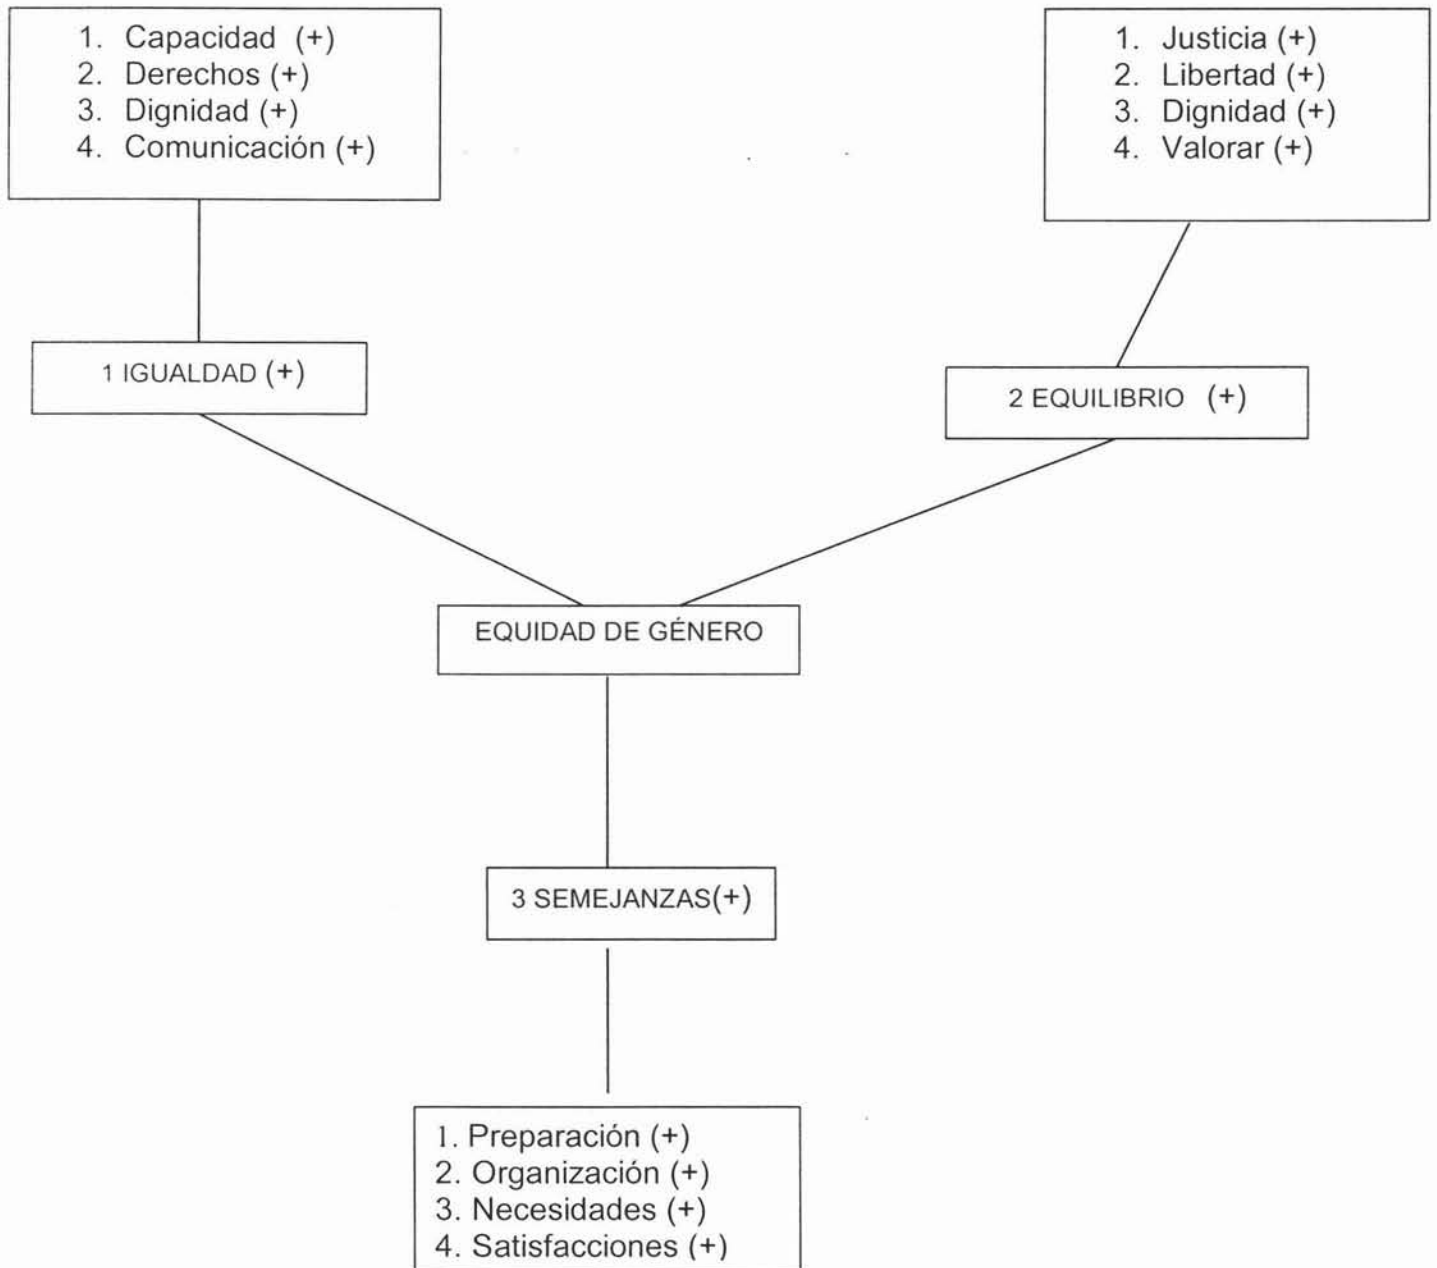 1. Capacidad (+)
2. Derechos (+)
3. Dignidad (+)
4. Comunicación (+)
1. Justicia (+)
2. Libertad (+)
3. Dignidad (+)
4. Valorar (+)
1 IGUALDAD (+)
2 EQUILIBRIO (+)
EQUIDAD DE GÉNERO
3 SEMEJANZAS(+)
1. Preparación (+)
2. Organización (+)
3. Necesidades (+)
4. Satisfacciones (+)